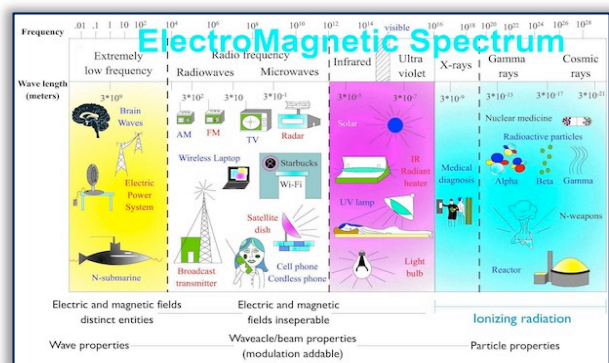 ElectroMagnetic Spectrum
Frequency
.01 1 3 10² 10⁴ 10⁶ 10⁸ 10¹⁰ 10¹² 10¹⁴ visible 10¹⁶ 10¹⁸ 10²⁰ 10²² 10²⁴ 10²⁶ 10²⁸
Extremely
low frequency
Radio frequency
Radiowaves Microwaves
Infrared
Ultra
violet
X-rays
Gamma
rays
Cosmic
rays
Wave length
(meters)
3*10² 3*10 3*10⁻¹ 3*10⁻⁵ 3*10⁻⁷ 3*10⁻⁹ 3*10⁻¹⁷ 3*10⁻²¹
Brain
Waves
AM
FM
TV
Radar
Solar
Nuclear medicine
Radioactive particles
Alpha
Beta
Gamma
Electric
Power
System
Wireless Laptop
Starbucks
Wi-Fi
IR
Radiant
heater
Medical
diagnosis
Satellite
dish
UV lamp
N-weapons
N-submarine
Broadcast
transmitter
Cell phone
Cordless phone
Light
bulb
Reactor
Electric and magnetic fields
distinct entities
Electric and magnetic
fields inseperable
Ionizing radiation
Wave properties
Waveacle/beam properties
(modulation addable)
Particle properties